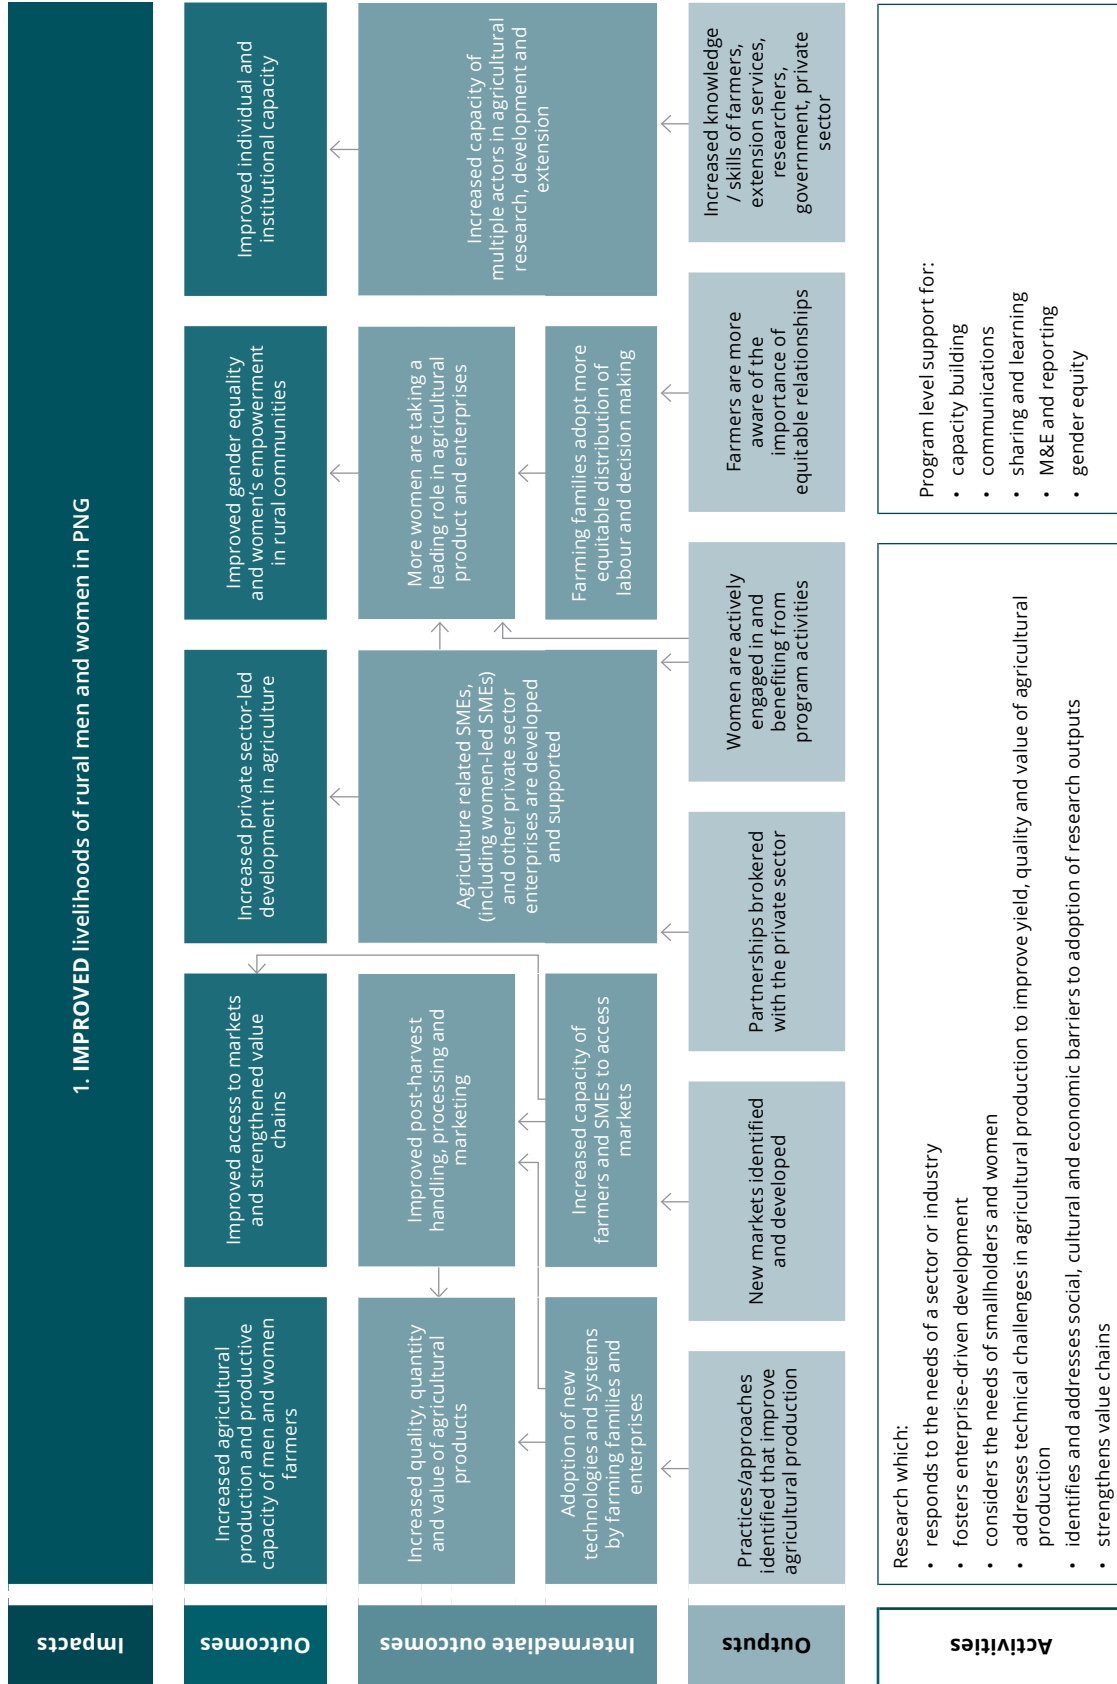 Impacts
1. IMPROVED livelihoods of rural men and women in PNG
Outcomes
Increased agricultural
production and productive
capacity of men and women
farmers
Improved access to markets
and strengthened value
chains
Increased private sector-led
development in agriculture
Improved gender equality
and women's empowerment
in rural communities
Improved individual and
institutional capacity
Intermediate outcomes
Increased quality, quantity
and value of agricultural
products
Improved post-harvest
handling, processing and
marketing
Agriculture related SMEs,
(including women-led SMEs)
and other private sector
enterprises are developed
and supported
More women are taking a
leading role in agricultural
product and enterprises
Increased capacity of
multiple actors in agricultural
research, development and
extension
Adoption of new
technologies and systems
by farming families and
enterprises
Increased capacity of
farmers and SMEs to access
markets
Farming families adopt more
equitable distribution of
labour and decision making
Outputs
Practices/approaches
identified that improve
agricultural production
New markets identified
and developed
Partnerships brokered
with the private sector
Women are actively
engaged in and
benefiting from
program activities
Farmers are more
aware of the
importance of
equitable relationships
Increased knowledge
/ skills of farmers,
extension services,
researchers,
government, private
sector
Activities
Research which:
• responds to the needs of a sector or industry
• fosters enterprise-driven development
• considers the needs of smallholders and women
• addresses technical challenges in agricultural production to improve yield, quality and value of agricultural
production
• identifies and addresses social, cultural and economic barriers to adoption of research outputs
• strengthens value chains
Program level support for:
• capacity building
• communications
• sharing and learning
• M&E and reporting
• gender equity